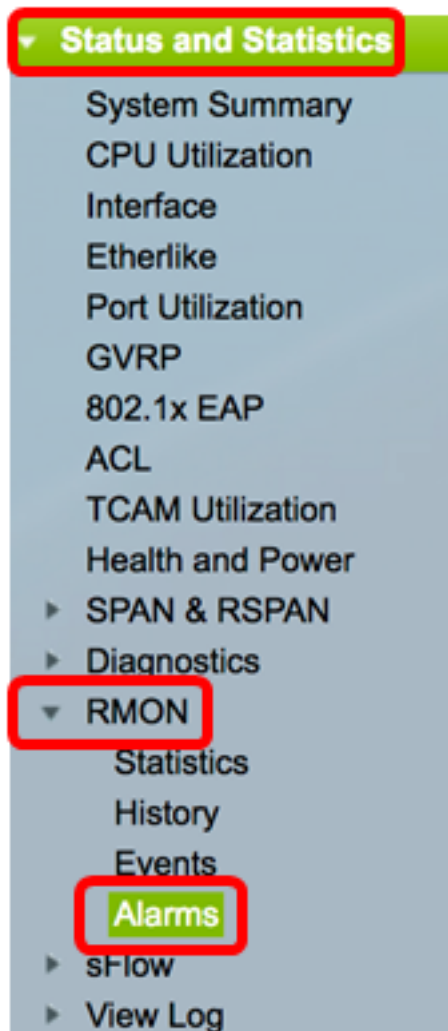 Status and Statistics
System Summary
CPU Utilization
Interface
Etherlike
Port Utilization
GVRP
802.1x EAP
ACL
TCAM Utilization
Health and Power
SPAN & RSPAN
Diagnostics
RMON
Statistics
History
Events
Alarms
sFlow
View Log